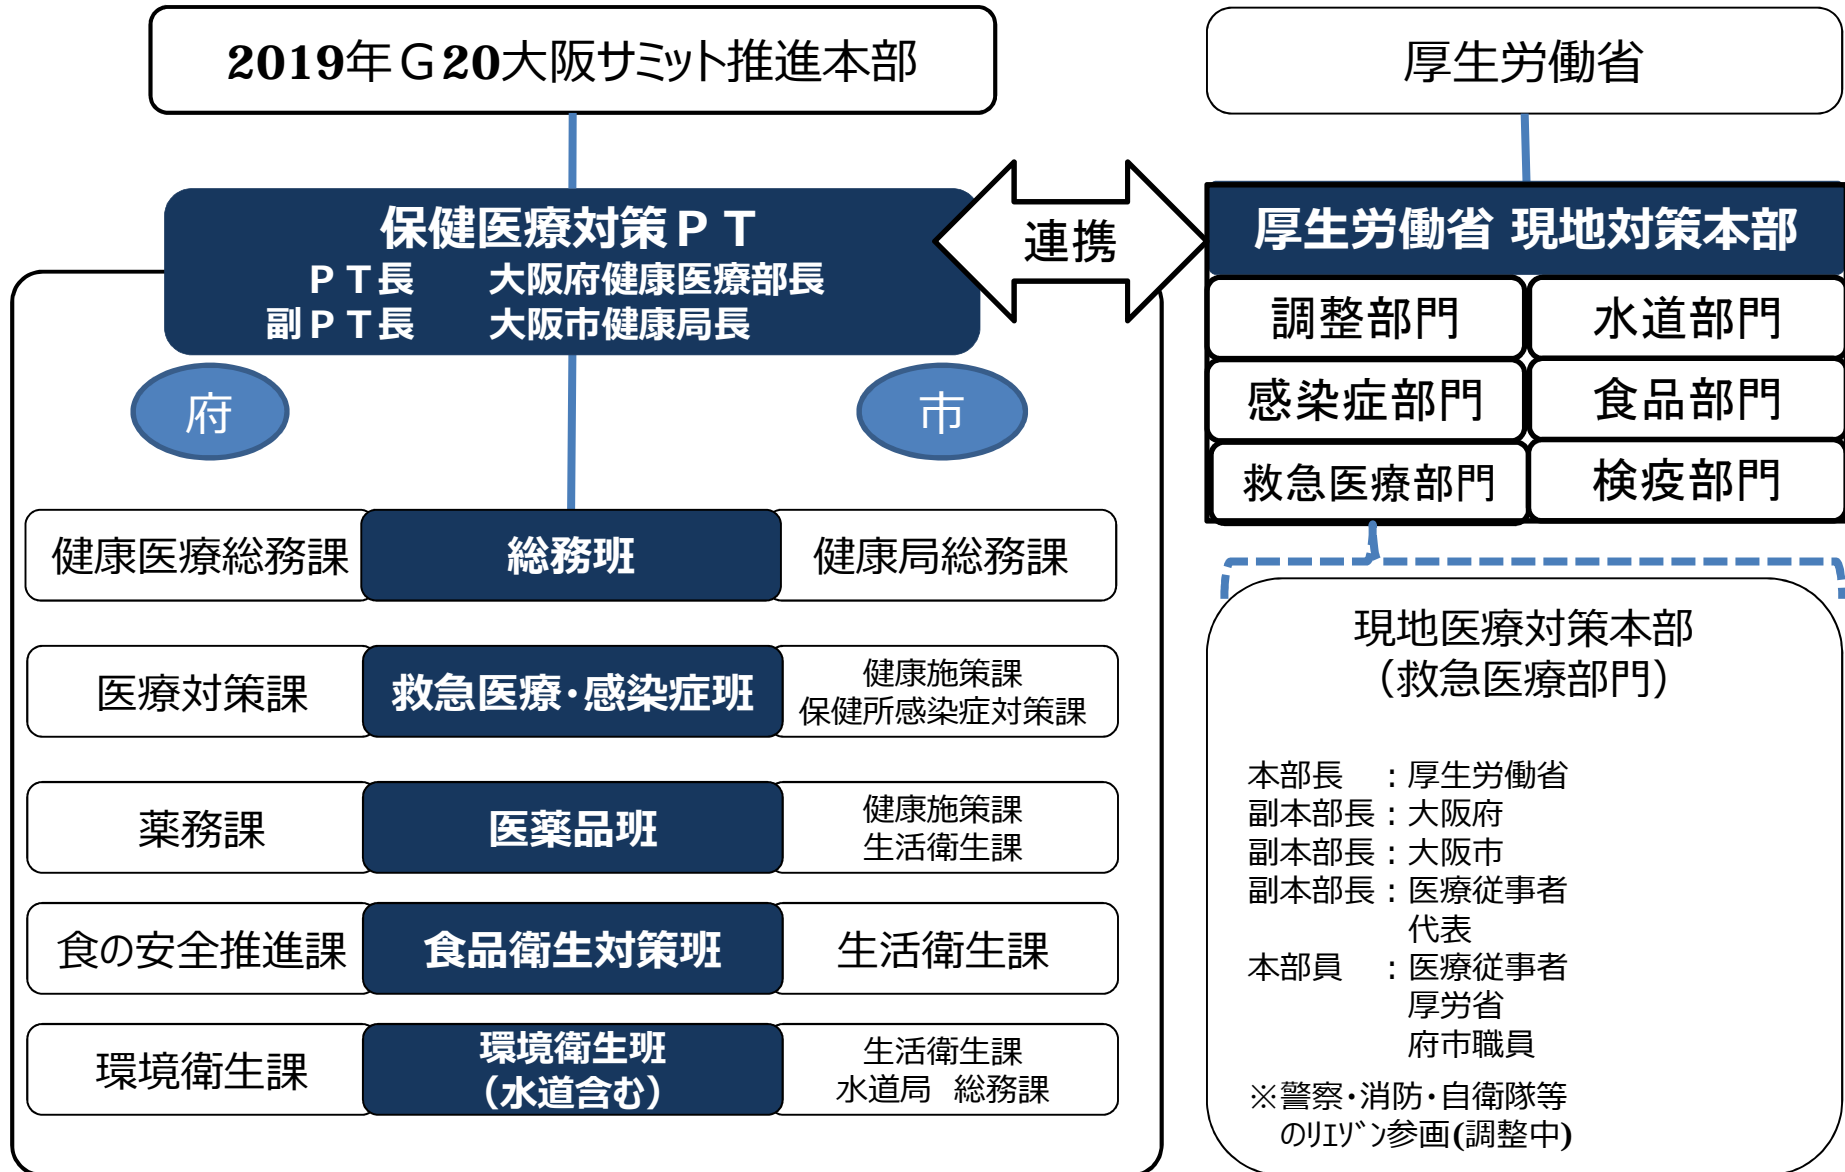 2019年Ｇ20大阪サミット推進本部
厚生労働省
保健医療対策ＰＴ
ＰＴ長　大阪府健康医療部長
副ＰＴ長　大阪市健康局長
連携
厚生労働省 現地対策本部
調整部門
水道部門
感染症部門
食品部門
救急医療部門
検疫部門
府
市
健康医療総務課
総務班
健康局総務課
医療対策課
救急医療・感染症班
健康施策課
保健所感染症対策課
薬務課
医薬品班
健康施策課
生活衛生課
食の安全推進課
食品衛生対策班
生活衛生課
環境衛生課
環境衛生班
（水道含む）
生活衛生課
水道局　総務課
現地医療対策本部
（救急医療部門）
本部長　：厚生労働省
副本部長：大阪府
副本部長：大阪市
副本部長：医療従事者
代表
本部員　：医療従事者
厚労省
府市職員
※警察・消防・自衛隊等
のﾘｴｿﾞﾝ参画(調整中)